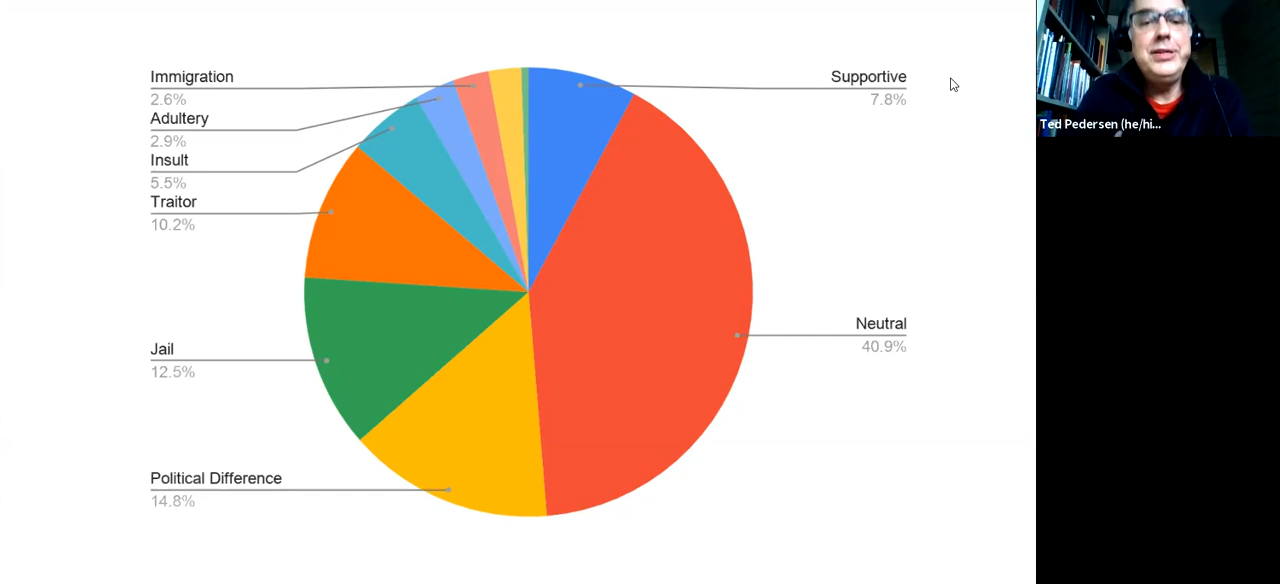 Immigration
2.6%
Adultery
2.9%
Insult
5.5%
Traitor
10.2%
Jail
12.5%
Political Difference
14.8%
Supportive
7.8%
Neutral
40.9%
Ted Pedersen (he/hi...